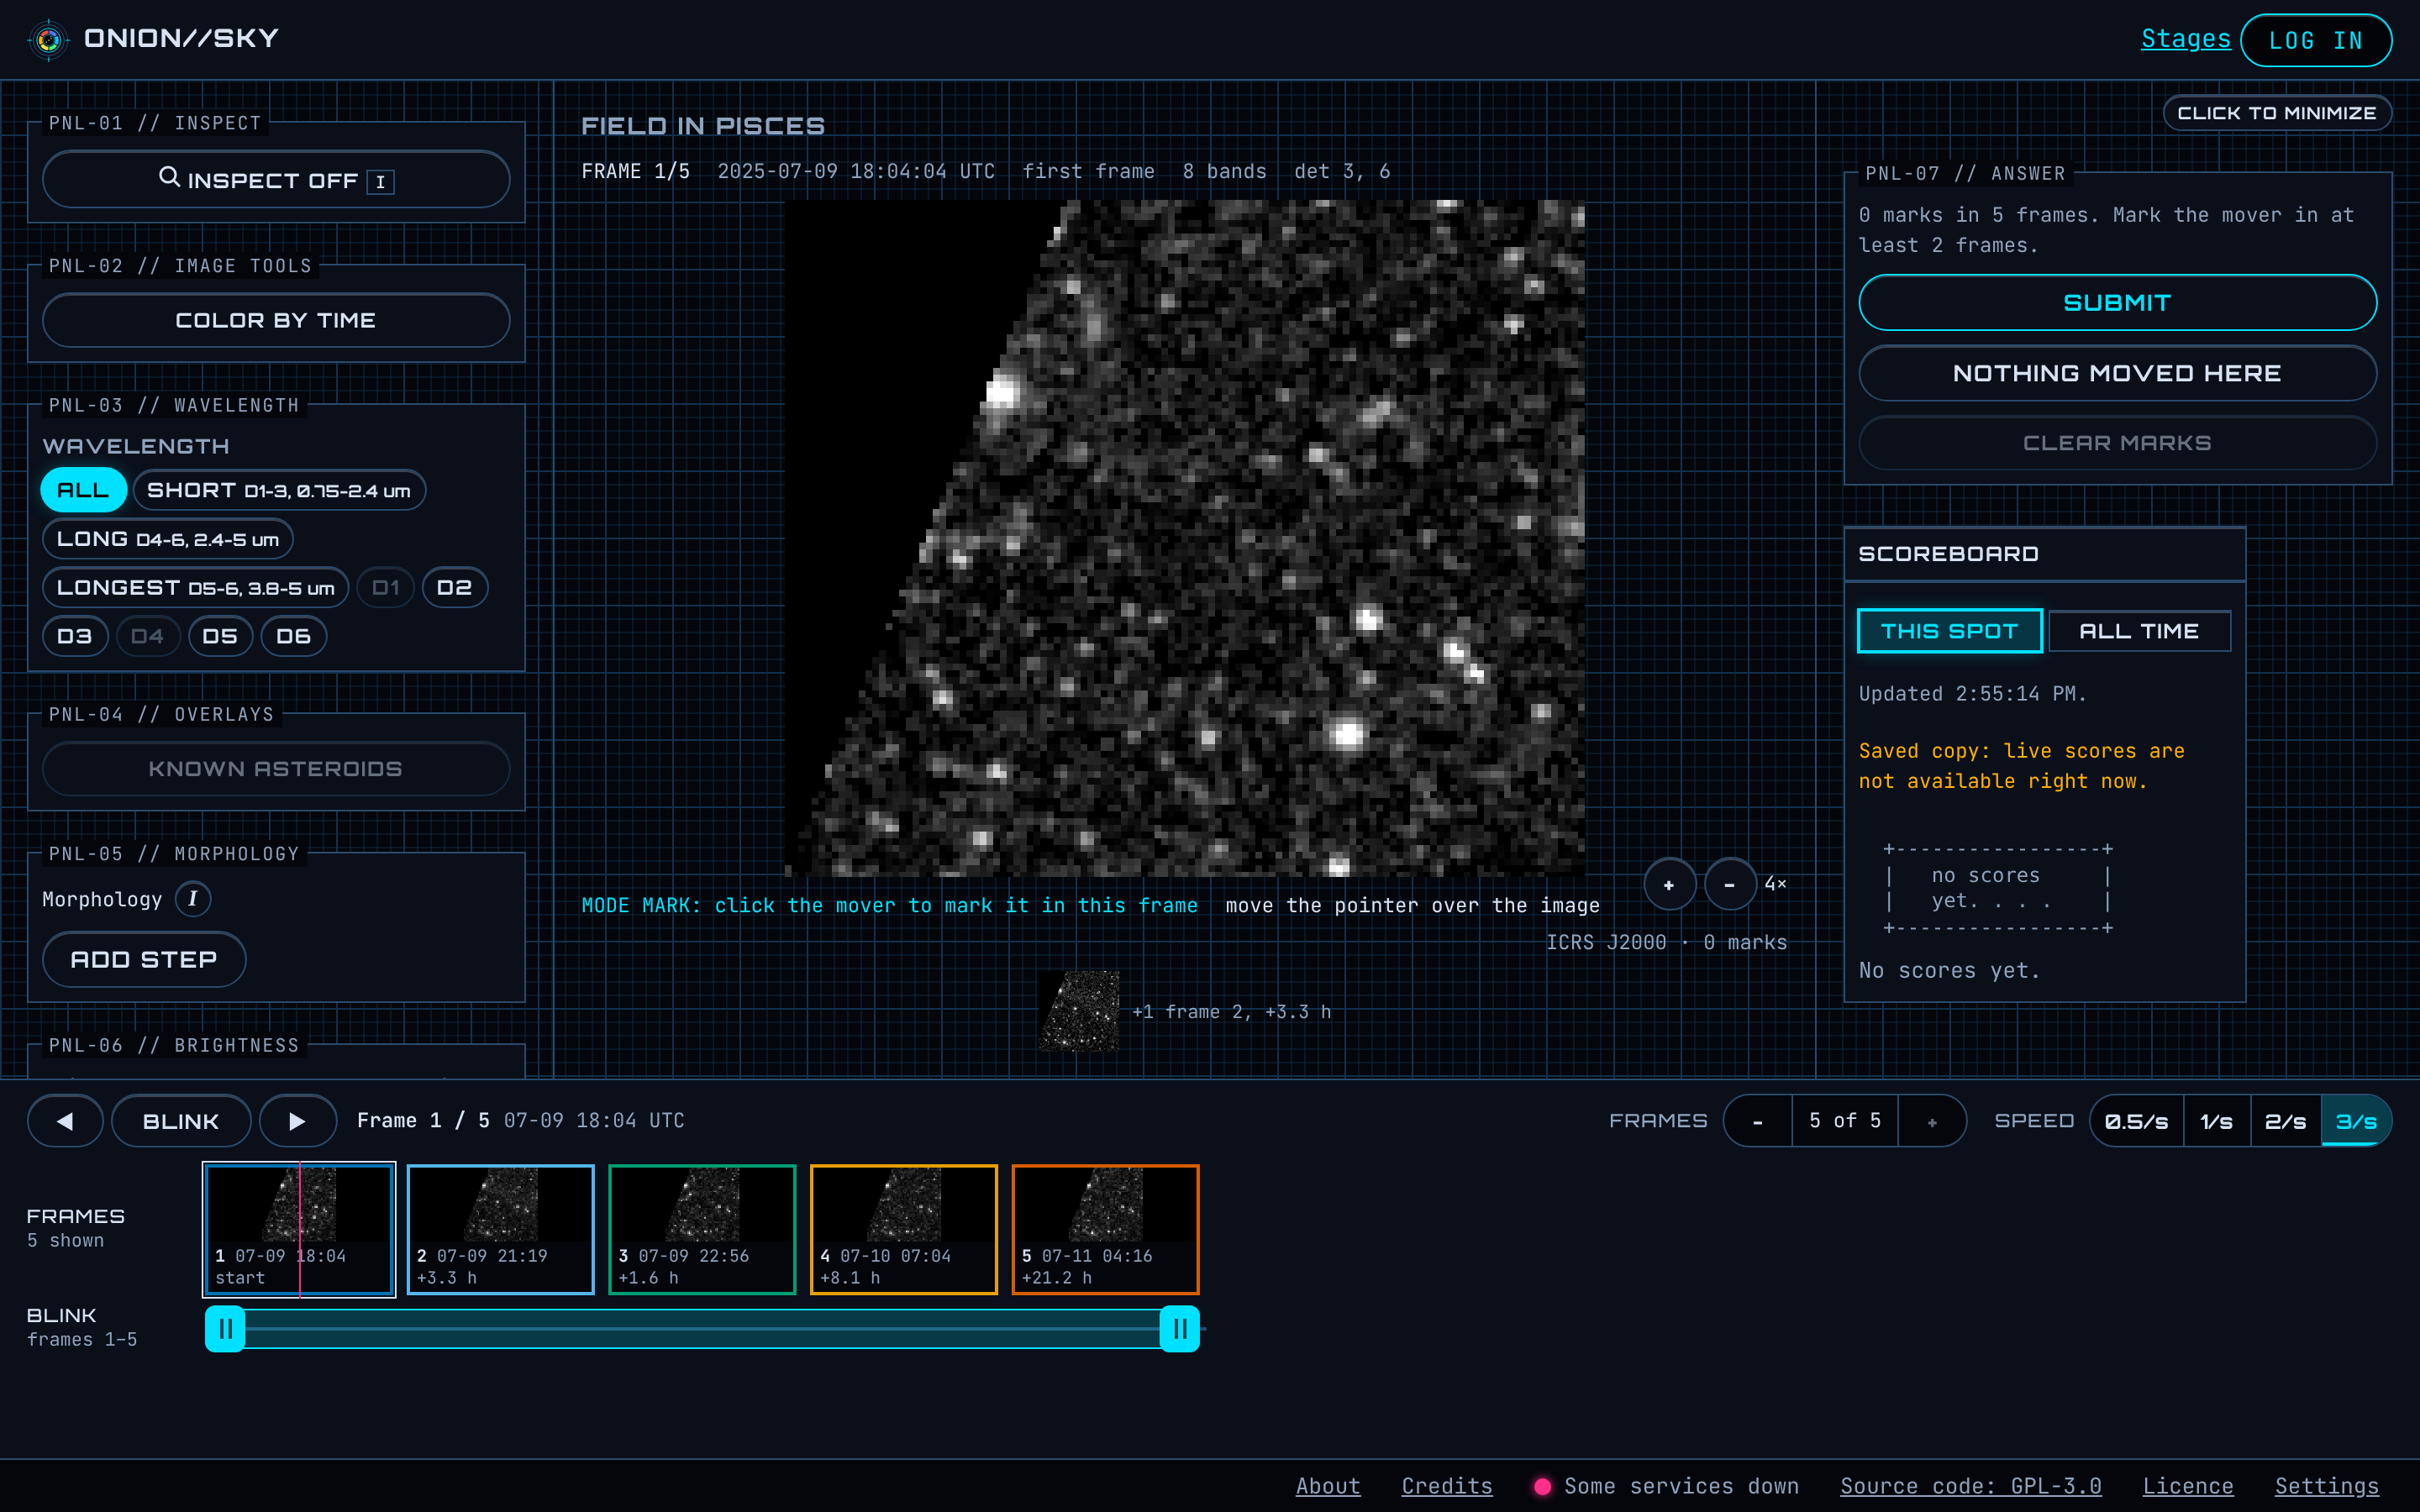 ONION//SKY
Stages
LOG IN
PNL-01 // INSPECT
INSPECT OFF I
PNL-02 // IMAGE TOOLS
COLOR BY TIME
PNL-03 // WAVELENGTH
WAVELENGTH
ALL
SHORT D1-3, 0.75-2.4 um
LONG D4-6, 2.4-5 um
LONGEST D5-6, 3.8-5 um
D1
D2
D3
D4
D5
D6
PNL-04 // OVERLAYS
KNOWN ASTEROIDS
PNL-05 // MORPHOLOGY
Morphology I
ADD STEP
PNL-06 // BRIGHTNESS
FIELD IN PISCES
FRAME 1/5 2025-07-09 18:04:04 UTC first frame 8 bands det 3, 6
MODE MARK: click the mover to mark it in this frame move the pointer over the image
+
-
4×
ICRS J2000 · 0 marks
+1 frame 2, +3.3 h
CLICK TO MINIMIZE
PNL-07 // ANSWER
0 marks in 5 frames. Mark the mover in at
least 2 frames.
SUBMIT
NOTHING MOVED HERE
CLEAR MARKS
SCOREBOARD
THIS SPOT
ALL TIME
Updated 2:55:14 PM.
Saved copy: live scores are
not available right now.
+-----------------+
| no scores |
| yet. . . . |
+-----------------+
No scores yet.
BLINK
Frame 1 / 5 07-09 18:04 UTC
FRAMES
-
5 of 5
+
SPEED
0.5/s
1/s
2/s
3/s
FRAMES
5 shown
1 07-09 18:04
start
2 07-09 21:19
+3.3 h
3 07-09 22:56
+1.6 h
4 07-10 07:04
+8.1 h
5 07-11 04:16
+21.2 h
BLINK
frames 1–5
About
Credits
Some services down
Source code: GPL-3.0
Licence
Settings